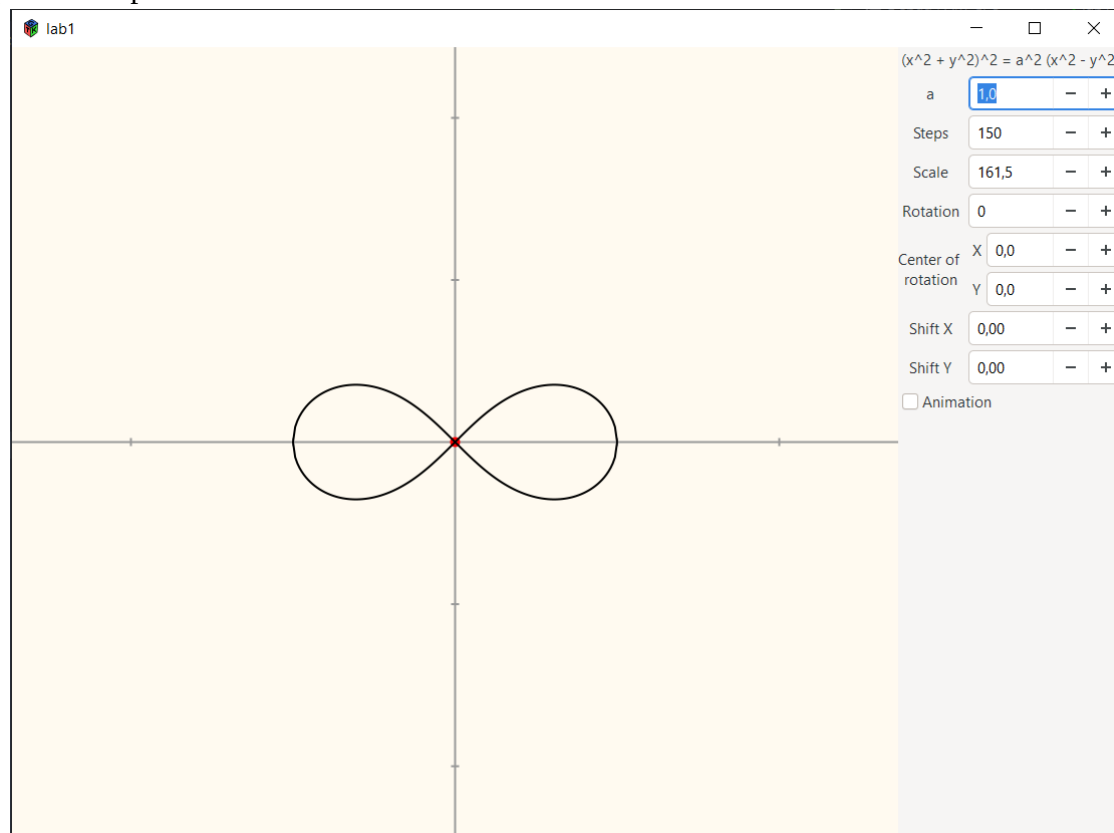 lab1
(x^2 + y^2)^2 = a^2 (x^2 - y^2
a 1,0 − +
Steps 150 − +
Scale 161,5 − +
Rotation 0 − +
Center of rotation
X 0,0 − +
Y 0,0 − +
Shift X 0,00 − +
Shift Y 0,00 − +
Animation